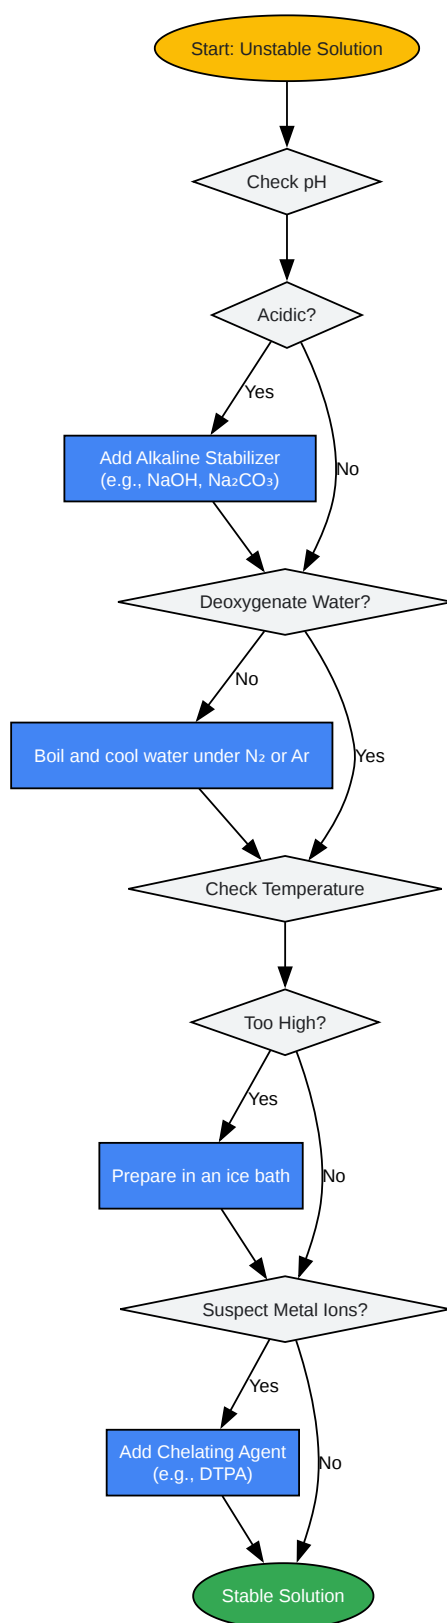 Start: Unstable Solution
Check pH
Acidic?
Yes
Add Alkaline Stabilizer
(e.g., NaOH, Na₂CO₃)
No
Deoxygenate Water?
No
Boil and cool water under N₂ or Ar
Yes
Check Temperature
Too High?
Yes
Prepare in an ice bath
No
Suspect Metal Ions?
Yes
Add Chelating Agent
(e.g., DTPA)
No
Stable Solution